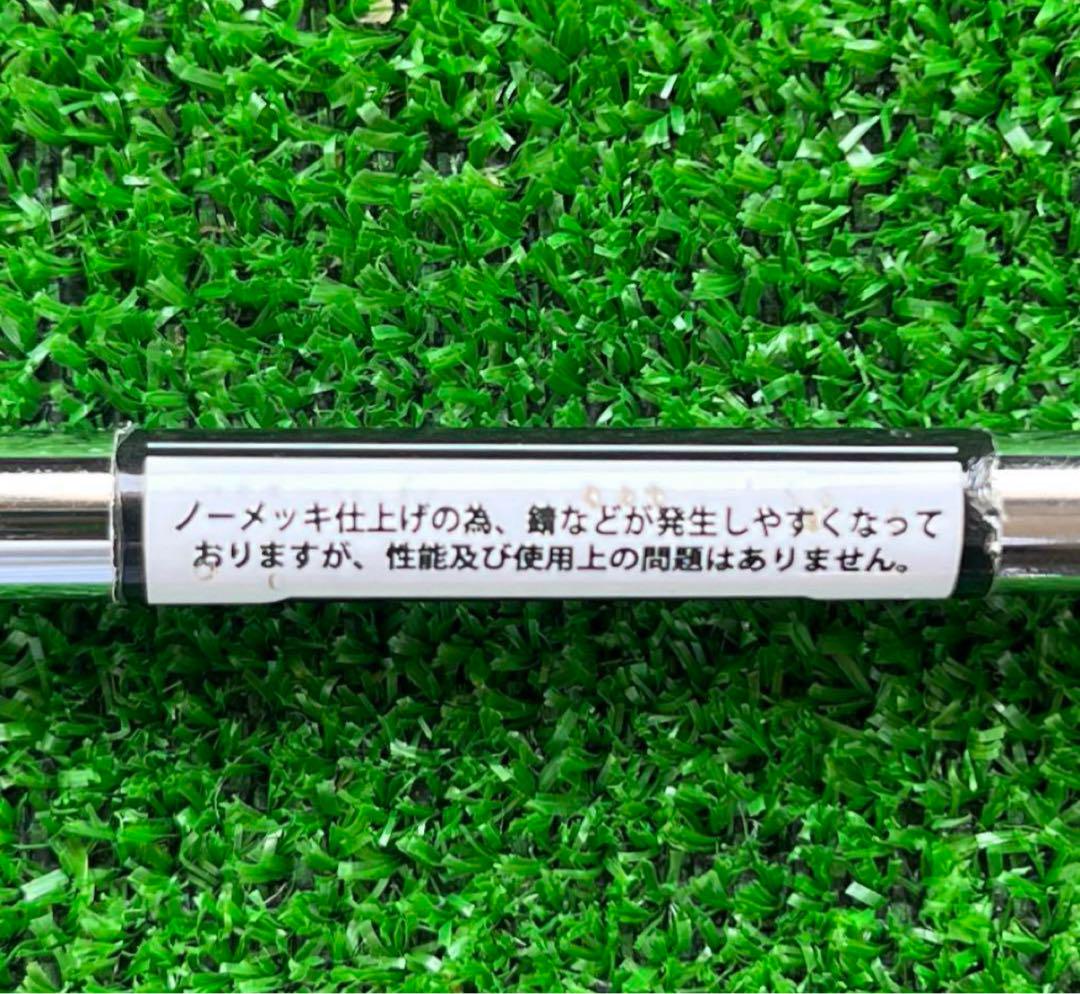 ノーメッキ仕上げの為、錆などが発生しやすくなって
おりますが、性能及び使用上の問題はありません。